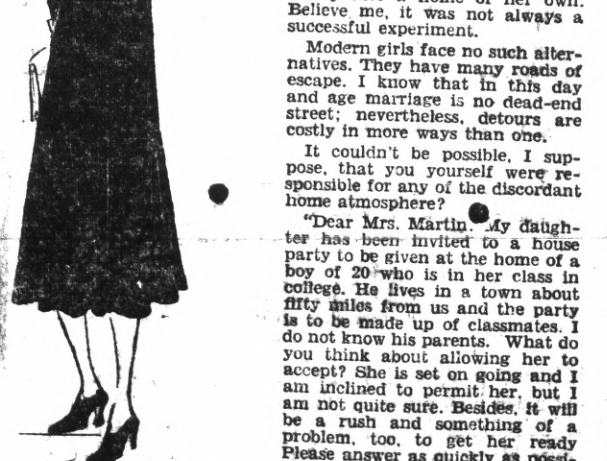 of her own.
Believe me, it was not always a
successful experiment.
Modern girls face no such alter-
natives. They have many roads of
escape. I know that in this day
and age marriage is no dead-end
street; nevertheless, detours are
costly in more ways than one.
It couldn't be possible, I sup-
pose, that you yourself were re-
sponsible for any of the discordant
home atmosphere?
"Dear Mrs. Martin: My daugh-
ter has been invited to a house
party to be given at the home of a
boy of 20 who is in her class in
college. He lives in a town about
fifty miles from us and the party
is to be made up of classmates. I
do not know his parents. What do
you think about allowing her to
accept? She is set on going and I
am inclined to permit her, but I
am not quite sure. Besides, it will
be a rush and something of a
problem, too, to get her ready
Please answer as quickly as possi-